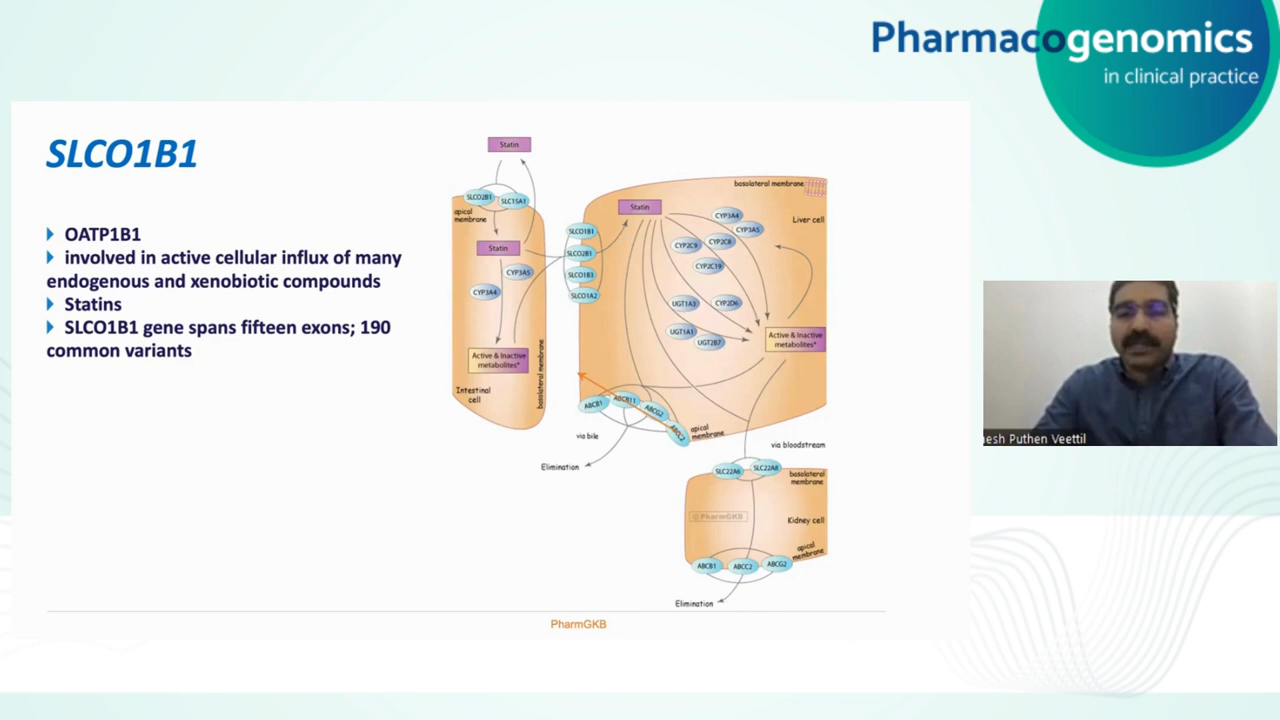 Pharmacogenomics
in clinical practice
SLCO1B1
OATP1B1
involved in active cellular influx of many
endogenous and xenobiotic compounds
Statins
SLCO1B1 gene spans fifteen exons; 190
common variants
Statin
SLCO2B1
SLC15A1
apical
membrane
Statin
CYP3A5
CYP3A4
Active & Inactive
metabolites*
Intestinal
cell
basolateral membrane
SLCO1B1
SLCO2B1
SLCO1B3
SLCO1A2
basolateral membrane
Liver cell
Statin
CYP3A4
CYP3A5
CYP2C9
CYP2C8
CYP2C19
UGT1A3
CYP2D6
UGT1A1
UGT2B7
Active & Inactive
metabolites*
ABCB1
ABCB11
ABCG2
ABCC2
apical
membrane
via bile
Elimination
via bloodstream
SLC22A6
SLC22A8
basolateral
membrane
© PharmGKB
Kidney cell
apical
membrane
ABCB1
ABCC2
ABCG2
Elimination
PharmGKB
esh Puthen Veettil